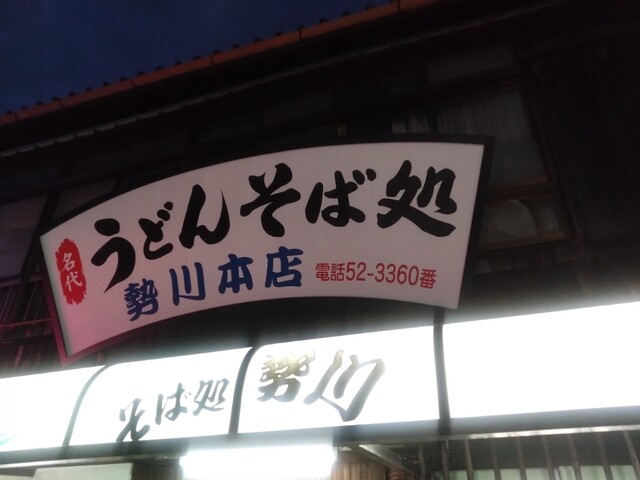 名代
うどんそば処
勢川本店
電話52-3360番
そば処
勢川